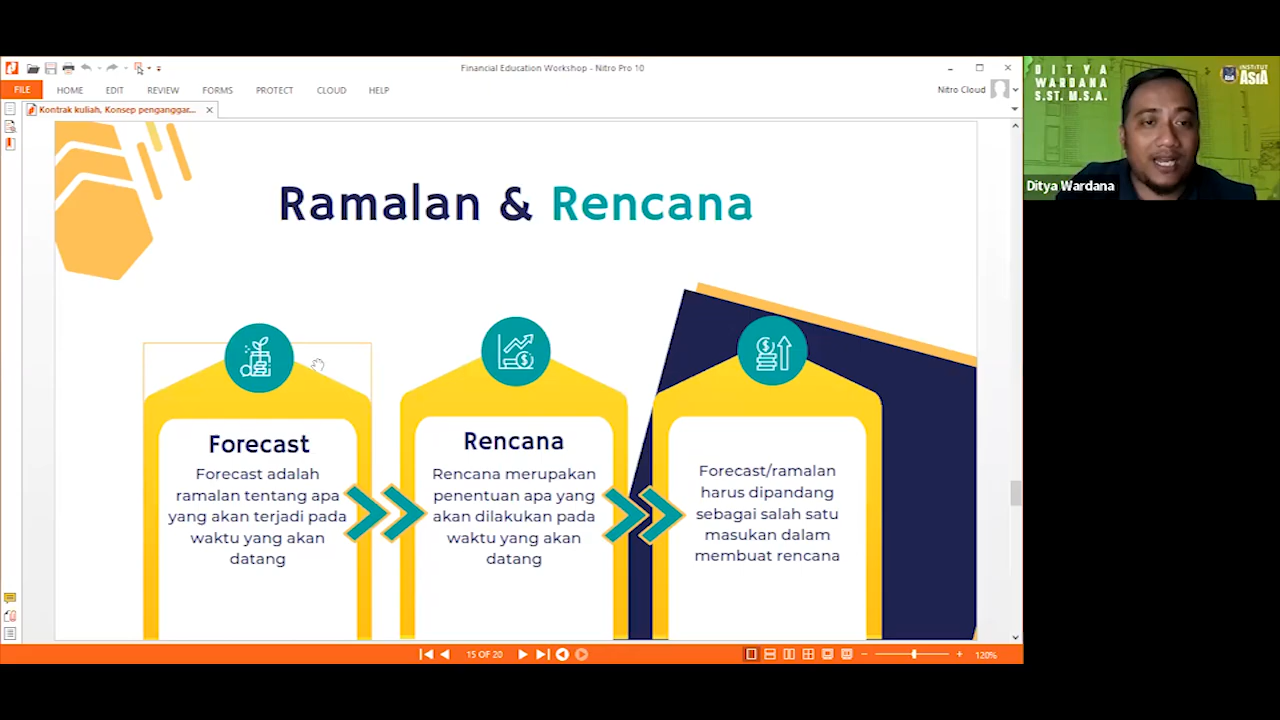 Financial Education Workshop - Nitro Pro 10
FILE HOME EDIT REVIEW FORMS PROTECT CLOUD HELP
Nitro Cloud
Kontrak kuliah, Konsep penganggar...
Ramalan & Rencana
Forecast
Forecast adalah
ramalan tentang apa
yang akan terjadi pada
waktu yang akan
datang
Rencana
Rencana merupakan
penentuan apa yang
akan dilakukan pada
waktu yang akan
datang
Forecast/ramalan
harus dipandang
sebagai salah satu
masukan dalam
membuat rencana
15 OF 20
120%
DITYA
WARDANA
S.ST. M.S.A.
INSTITUT
ASIA
Ditya Wardana